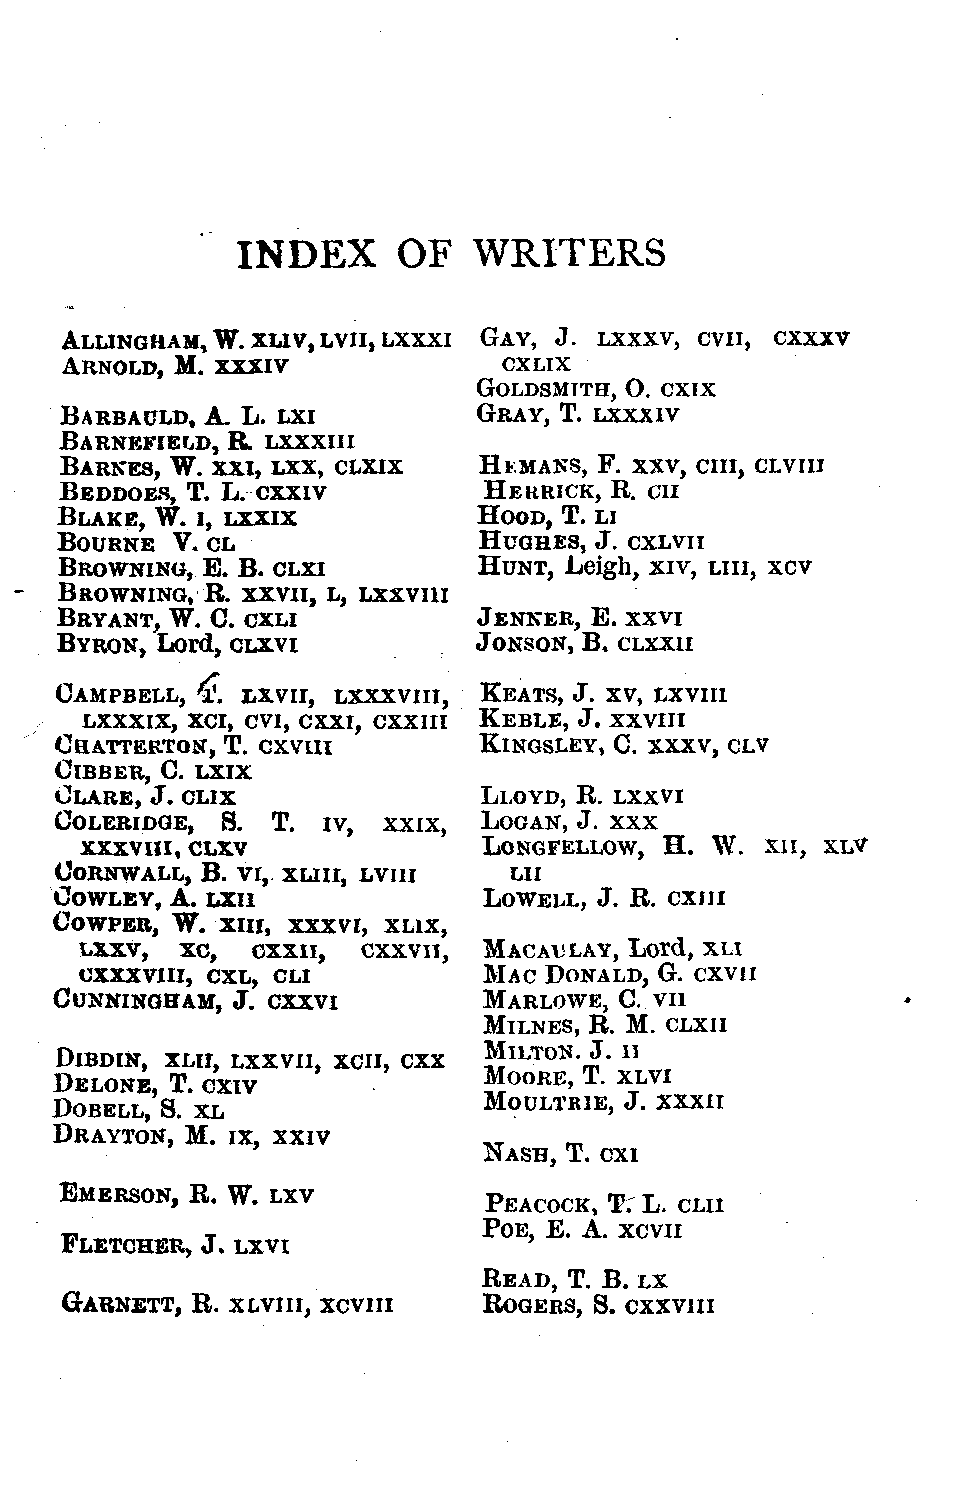 INDEX OF WRITERS
ALLINGHAM, W. XLIV, LVII, LXXXI
ARNOLD, M. XXXIV
BARBAULD, A. L. LXI
BARNEFIELD, R. LXXXIII
BARNES, W. XXI, LXX, CLXIX
BEDDOES, T. L. CXXIV
BLAKE, W. I, LXXIX
BOURNE V. CL
BROWNING, E. B. CLXI
BROWNING, R. XXVII, L, LXXVIII
BRYANT, W. C. CXLI
BYRON, Lord, CLXVI
CAMPBELL, T. LXVII, LXXXVIII,
LXXXIX, XCI, CVI, CXXI, CXXIII
CHATTERTON, T. CXVIII
CIBBER, C. LXIX
CLARE, J. CLIX
COLERIDGE, S. T. IV, XXIX,
XXXVIII, CLXV
CORNWALL, B. VI, XLIII, LVIII
COWLEY, A. LXII
COWPER, W. XIII, XXXVI, XLIX,
LXXV, XC, CXXII, CXXVII,
CXXXVIII, CXL, CLI
CUNNINGHAM, J. CXXVI
DIBDIN, XLII, LXXVII, XCII, CXX
DELONE, T. CXIV
DOBELL, S. XL
DRAYTON, M. IX, XXIV
EMERSON, R. W. LXV
FLETCHER, J. LXVI
GARNETT, R. XLVIII, XCVIII
GAY, J. LXXXV, CVII, CXXXV
CXLIX
GOLDSMITH, O. CXIX
GRAY, T. LXXXIV
HEMANS, F. XXV, CIII, CLVIII
HERRICK, R. CII
HOOD, T. LI
HUGHES, J. CXLVII
HUNT, Leigh, XIV, LIII, XCV
JENNER, E. XXVI
JONSON, B. CLXXII
KEATS, J. XV, LXVIII
KEBLE, J. XXVIII
KINGSLEY, C. XXXV, CLV
LLOYD, R. LXXVI
LOGAN, J. XXX
LONGFELLOW, H. W. XII, XLV
LII
LOWELL, J. R. CXIII
MACAULAY, Lord, XLI
MAC DONALD, G. CXVII
MARLOWE, C. VII
MILNES, R. M. CLXII
MILTON. J. II
MOORE, T. XLVI
MOULTRIE, J. XXXII
NASH, T. CXI
PEACOCK, T. L. CLII
POE, E. A. XCVII
READ, T. B. LX
ROGERS, S. CXXVIII